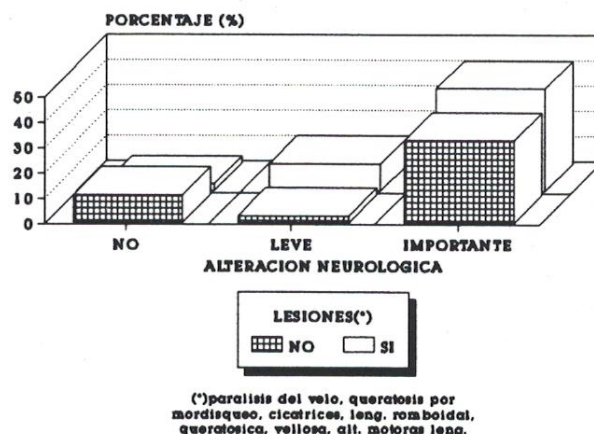 PORCENTAJE (%)
50
40
30
20
10
0
NO LEVE IMPORTANTE
ALTERACION NEUROLOGICA
LESIONES(*)
NO SI
(*)paralisis del velo, queratosis por
mordisqueo, cicatrices, leng. romboidal,
queratosica, vellosa, alt. motoras leng.